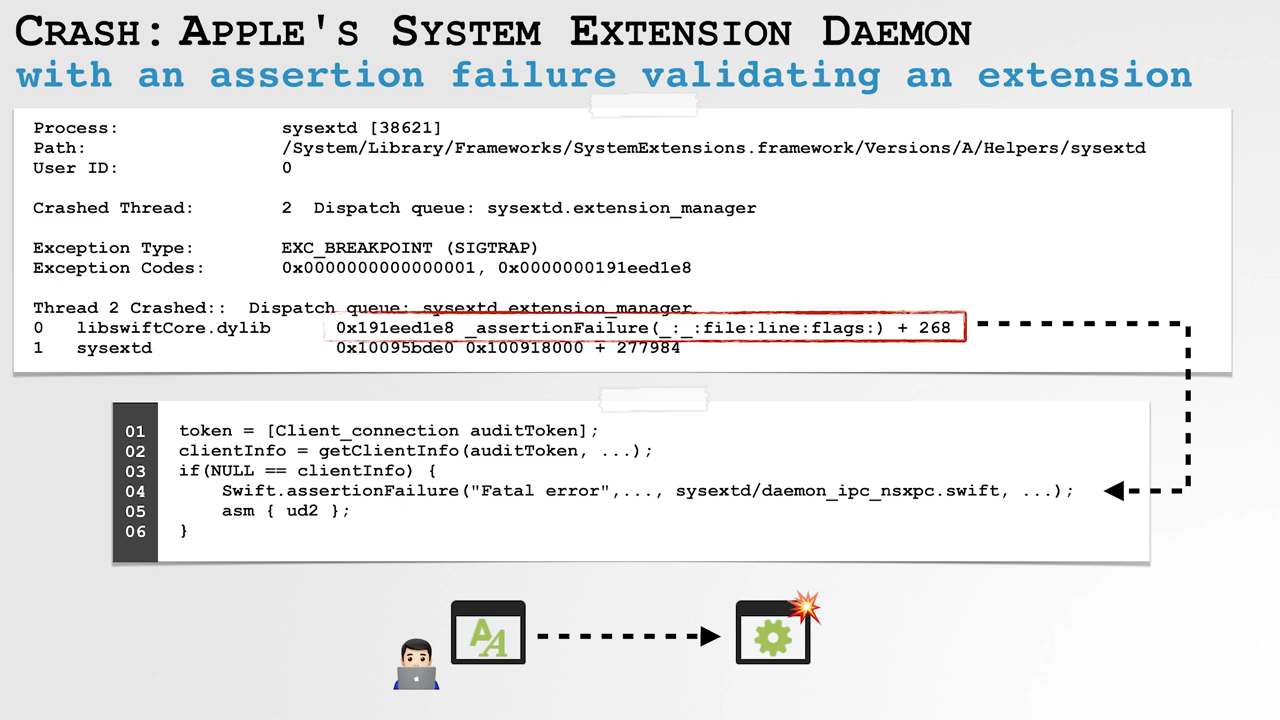 Crash: Apple's System Extension Daemon
with an assertion failure validating an extension
Process: sysextd [38621]
Path: /System/Library/Frameworks/SystemExtensions.framework/Versions/A/Helpers/sysextd
User ID: 0
Crashed Thread: 2 Dispatch queue: sysextd.extension_manager
Exception Type: EXC_BREAKPOINT (SIGTRAP)
Exception Codes: 0x0000000000000001, 0x0000000191eed1e8
Thread 2 Crashed:: Dispatch queue: sysextd.extension_manager
0 libswiftCore.dylib 0x191eed1e8 _assertionFailure(_:_:file:line:flags:) + 268
1 sysextd 0x10095bde0 0x100918000 + 277984
01 token = [Client_connection auditToken];
02 clientInfo = getClientInfo(auditToken, ...);
03 if(NULL == clientInfo) {
04 Swift.assertionFailure("Fatal error",..., sysextd/daemon_ipc_nsxpc.swift, ...);
05 asm { ud2 };
06 }
AA